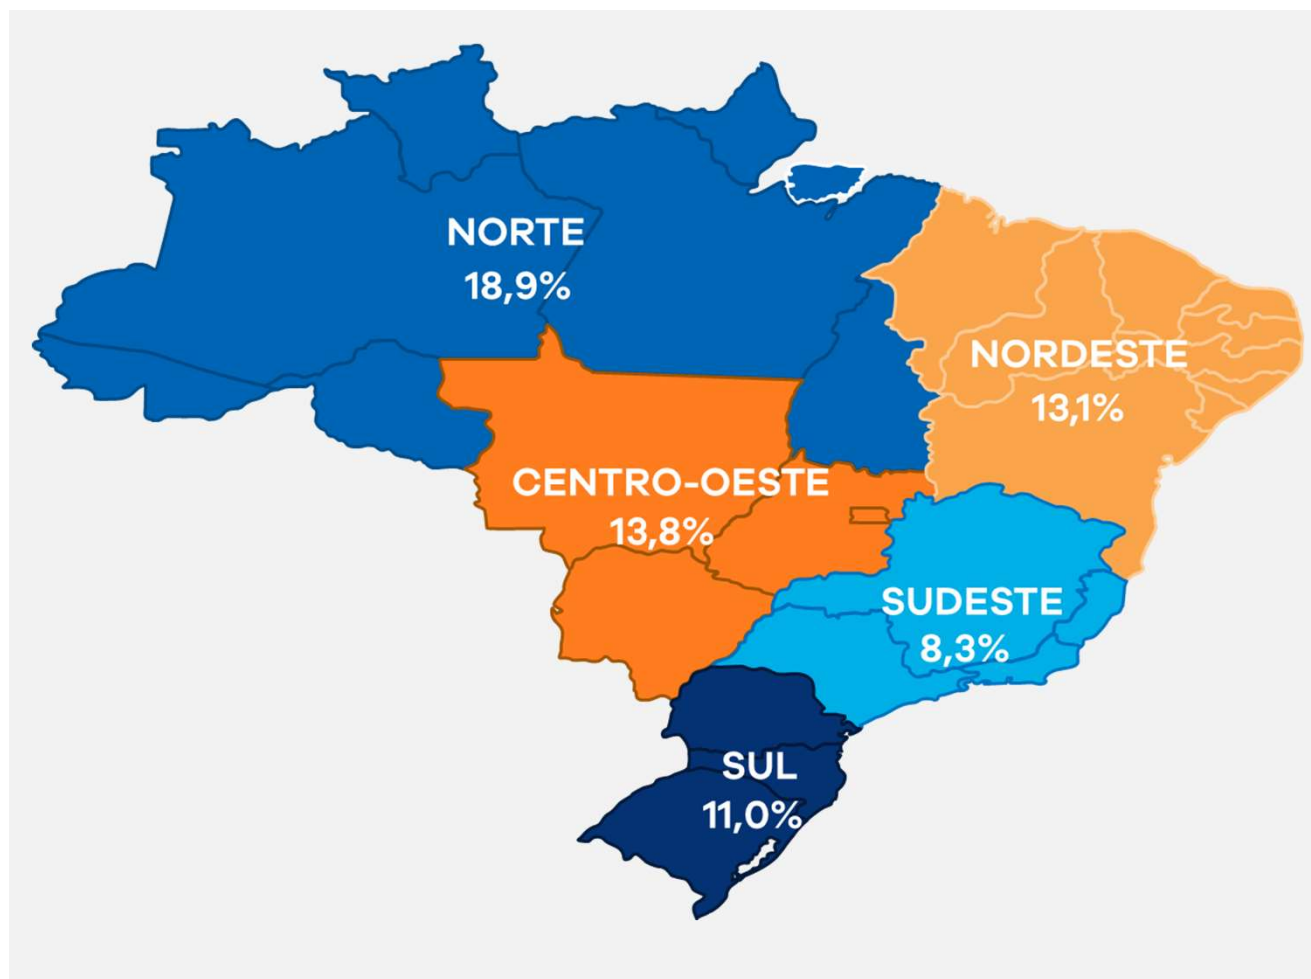 NORTE
18,9%
NORDESTE
13,1%
CENTRO-OESTE
13,8%
SUDESTE
8,3%
SUL
11,0%